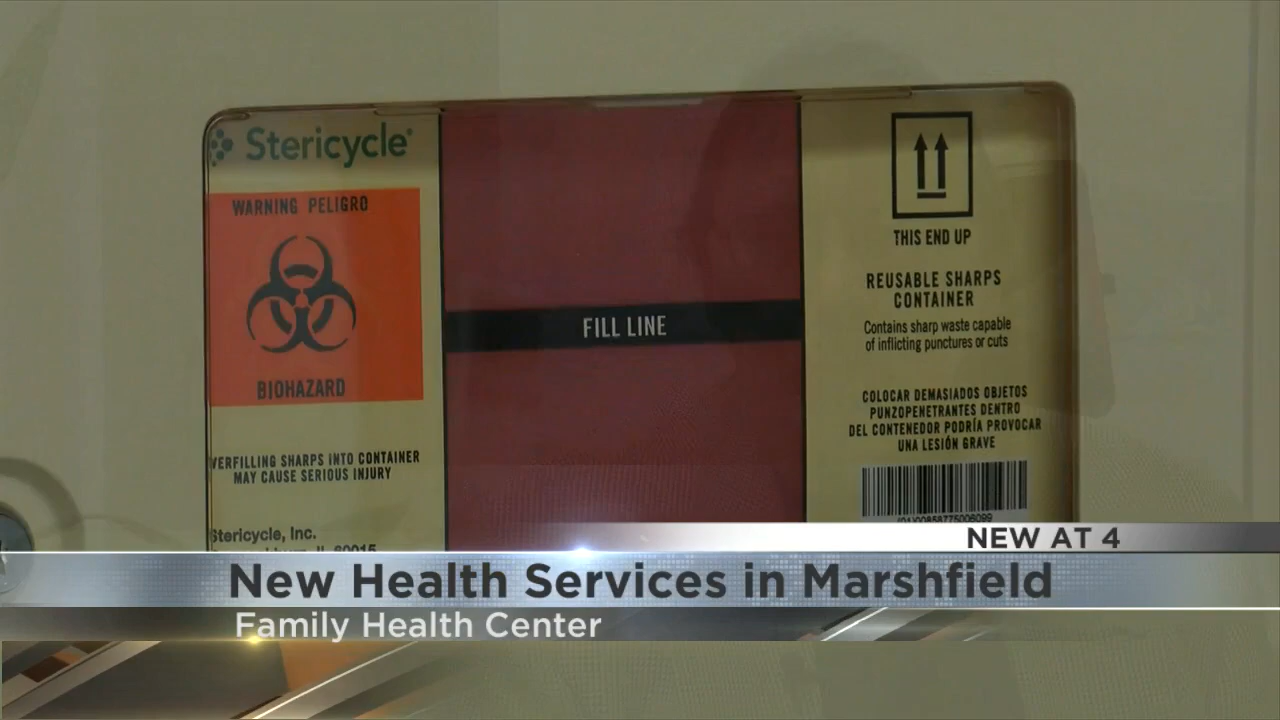 Stericycle®
WARNING PELIGRO
BIOHAZARD
VERFILLING SHARPS INTO CONTAINER
MAY CAUSE SERIOUS INJURY
Stericycle, Inc.
FILL LINE
THIS END UP
REUSABLE SHARPS
CONTAINER
Contains sharp waste capable
of inflicting punctures or cuts
COLOCAR DEMASIADOS OBJETOS
PUNZOPENETRANTES DENTRO
DEL CONTENEDOR PODRÍA PROVOCAR
UNA LESIÓN GRAVE
NEW AT 4
New Health Services in Marshfield
Family Health Center